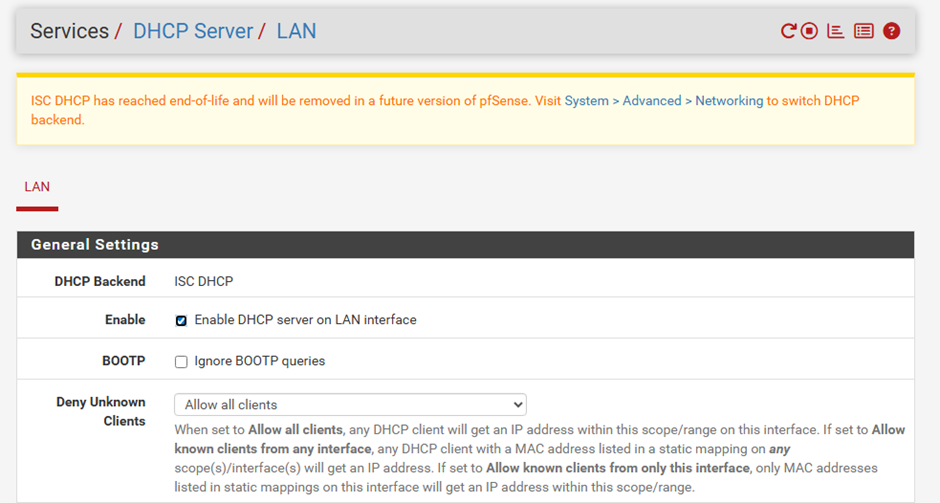 Services / DHCP Server / LAN
ISC DHCP has reached end-of-life and will be removed in a future version of pfSense. Visit System > Advanced > Networking to switch DHCP
backend.
LAN
General Settings
DHCP Backend ISC DHCP
Enable Enable DHCP server on LAN interface
BOOTP Ignore BOOTP queries
Deny Unknown
Clients
Allow all clients
When set to Allow all clients, any DHCP client will get an IP address within this scope/range on this interface. If set to Allow
known clients from any interface, any DHCP client with a MAC address listed in a static mapping on any
scope(s)/interface(s) will get an IP address. If set to Allow known clients from only this interface, only MAC addresses
listed in static mappings on this interface will get an IP address within this scope/range.